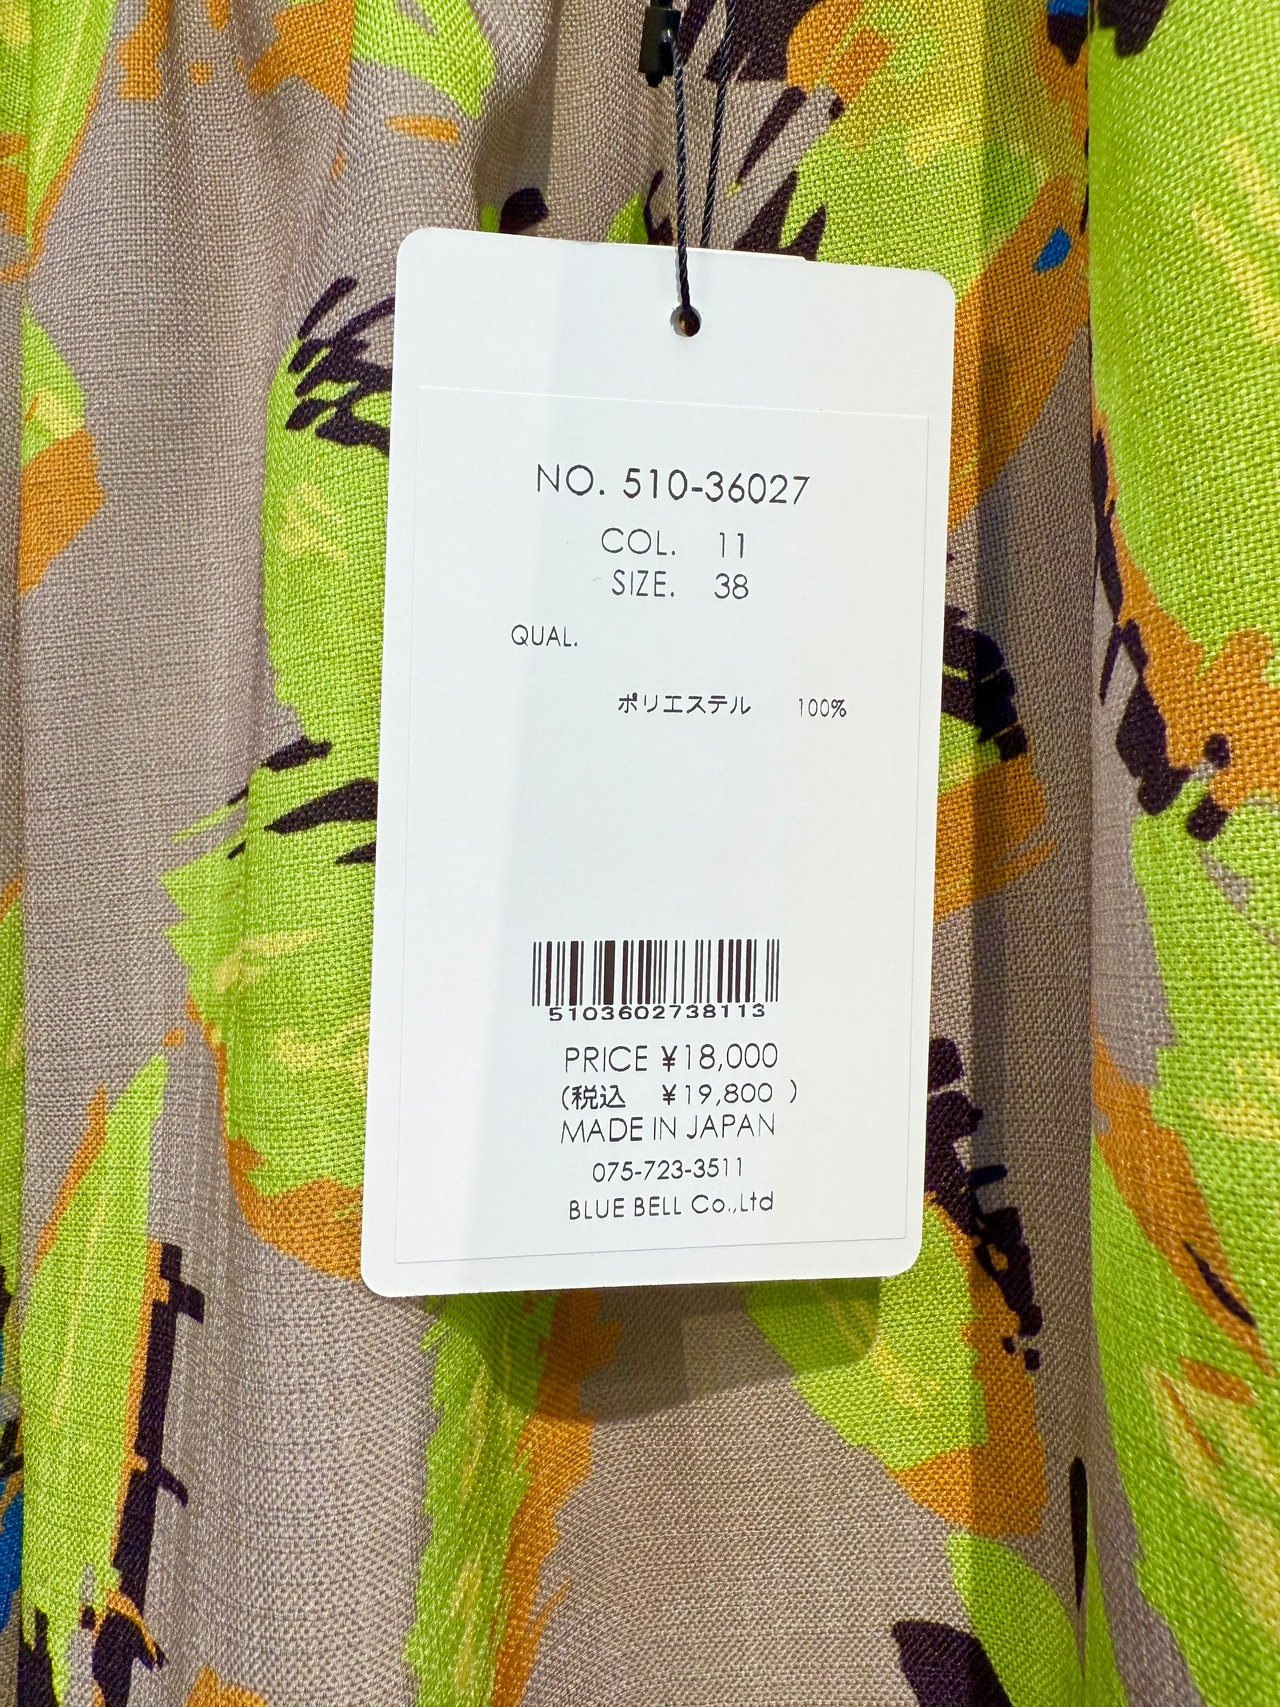 NO. 510-36027
COL. 11
SIZE. 38
QUAL.
ポリエステル 100%
5103602738113
PRICE ¥18,000
(税込 ¥19,800 )
MADE IN JAPAN
075-723-3511
BLUE BELL Co.,Ltd